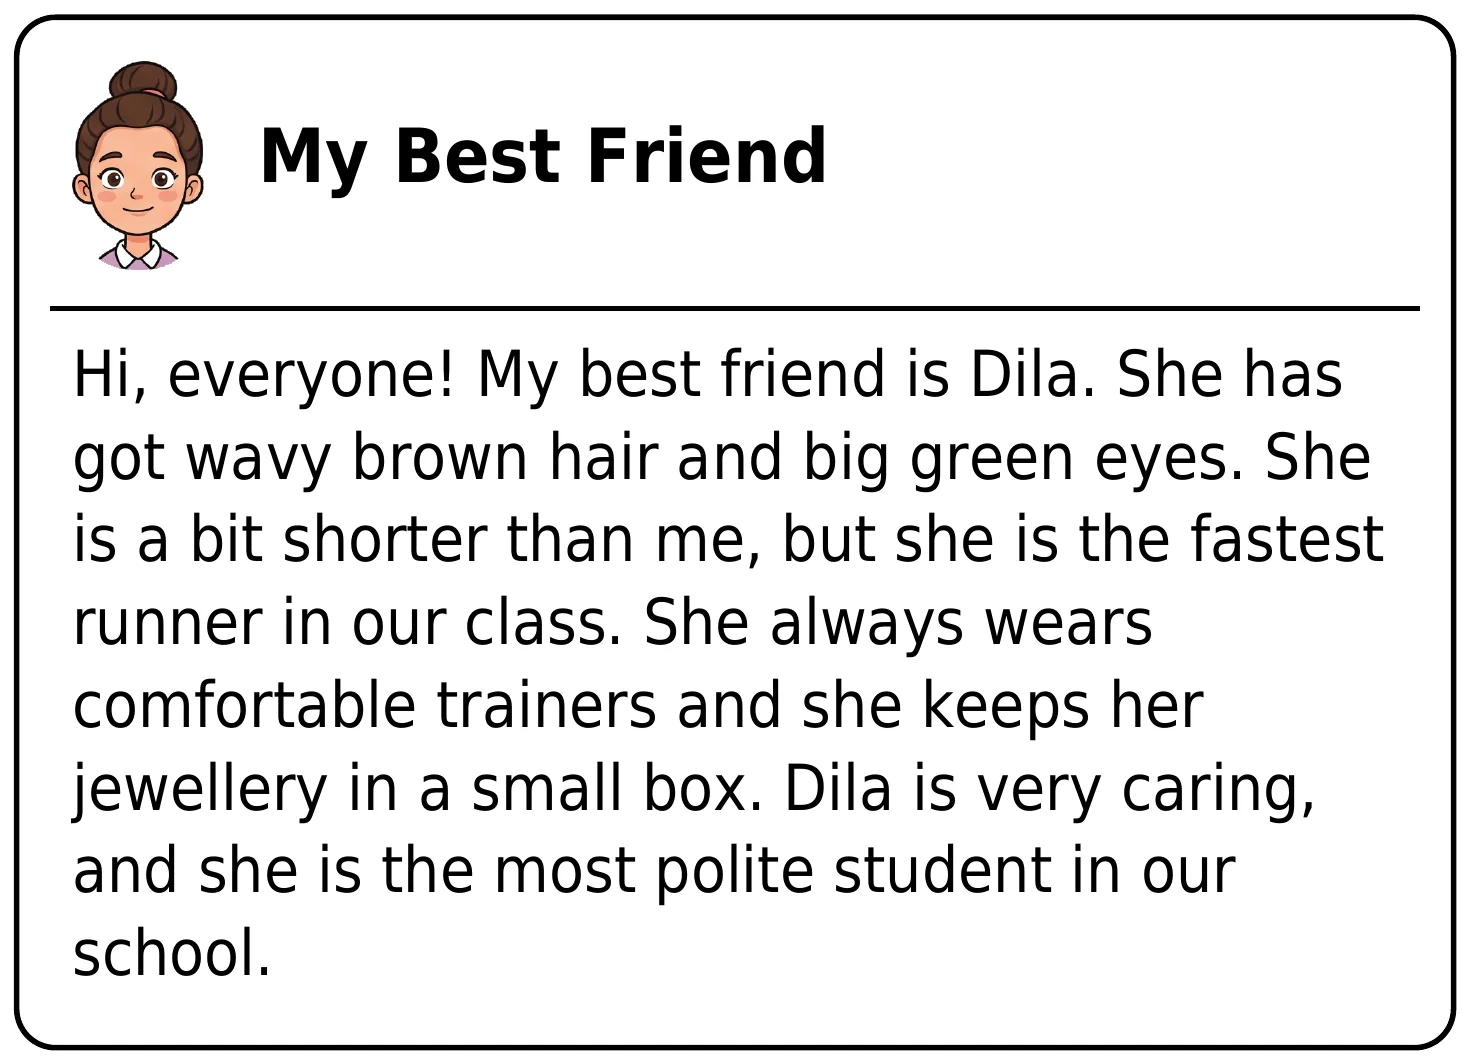 My Best Friend
Hi, everyone! My best friend is Dila. She has
got wavy brown hair and big green eyes. She
is a bit shorter than me, but she is the fastest
runner in our class. She always wears
comfortable trainers and she keeps her
jewellery in a small box. Dila is very caring,
and she is the most polite student in our
school.